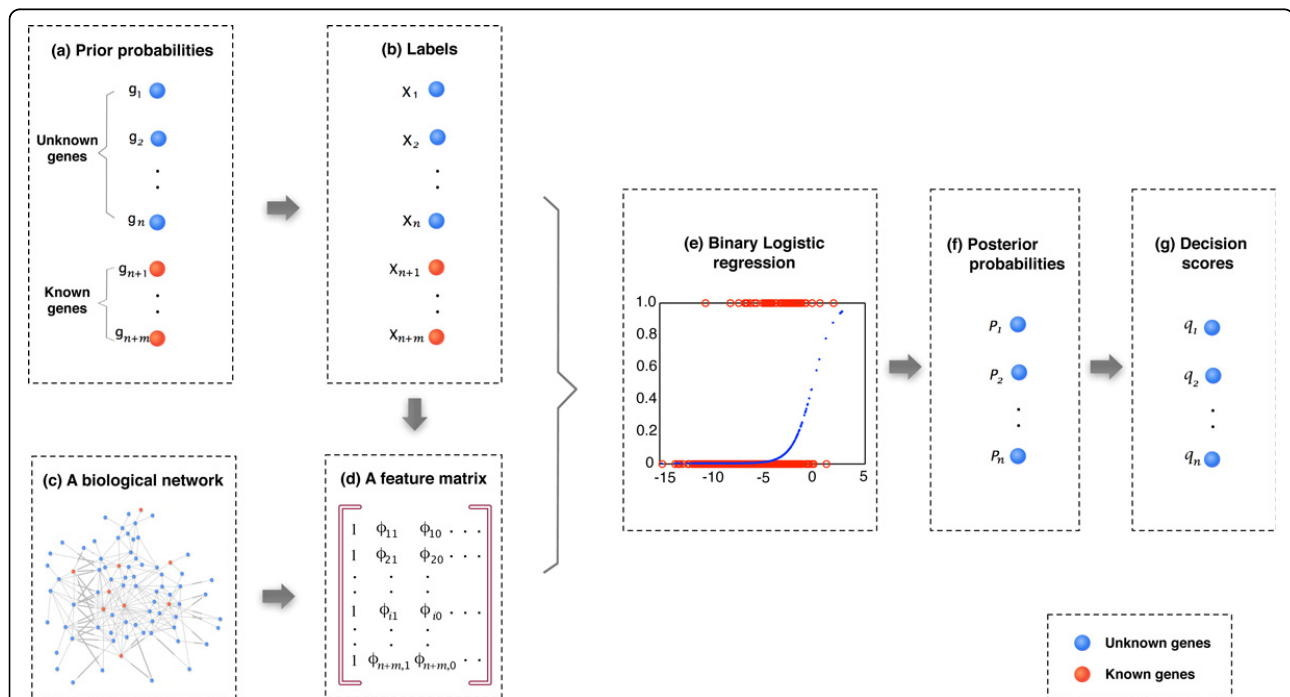 (a) Prior probabilities
g1
g2
gn
gn+1
gn+m
Unknown
genes
Known
genes
(b) Labels
X1
X2
Xn
Xn+1
Xn+m
(c) A biological network
(d) A feature matrix
1 ϕ11 ϕ10 · · ·
1 ϕ21 ϕ20 · · ·
1 ϕi1 ϕi0 · · ·
1 ϕn+m,1 ϕn+m,0 · ·
(e) Binary Logistic
regression
1.0
0.8
0.6
0.4
0.2
0
-15 -10 -5 0 5
(f) Posterior
probabilities
P1
P2
Pn
(g) Decision
scores
q1
q2
qn
Unknown genes
Known genes